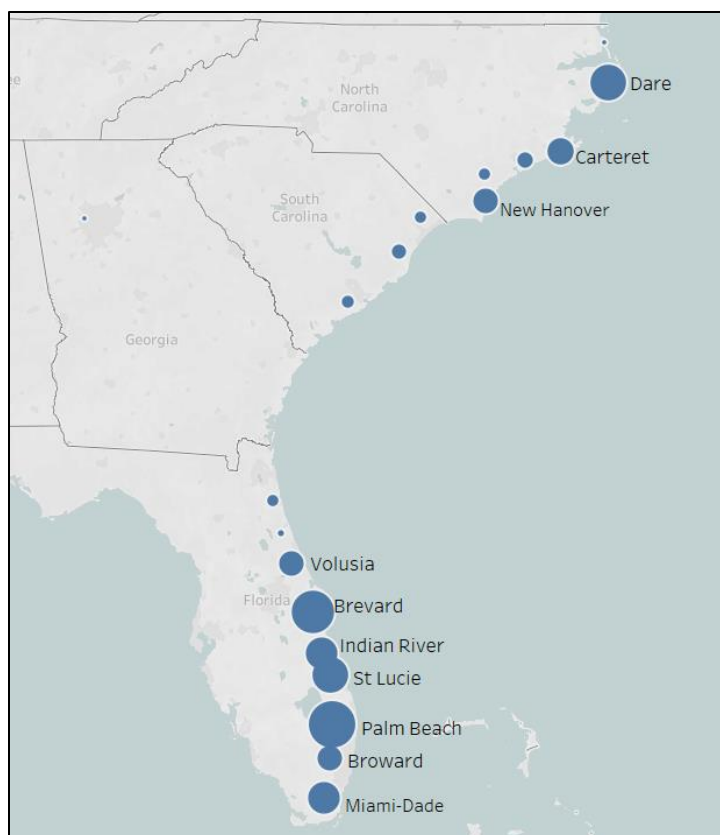 ee
Dare
North
Carolina
Carteret
South
Carolina
New Hanover
Georgia
Volusia
Florida
Brevard
Indian River
St Lucie
Palm Beach
Broward
Miami-Dade